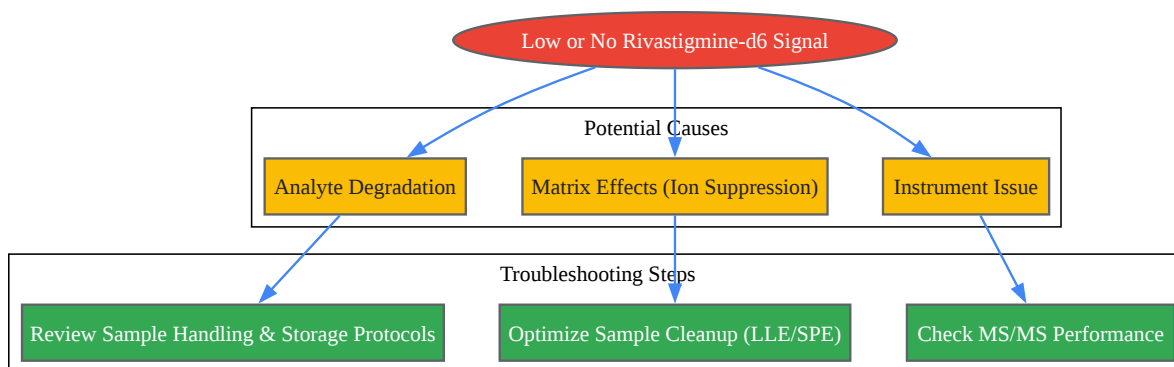 Low or No Rivastigmine-d6 Signal
Potential Causes
Analyte Degradation
Matrix Effects (Ion Suppression)
Instrument Issue
Troubleshooting Steps
Review Sample Handling & Storage Protocols
Optimize Sample Cleanup (LLE/SPE)
Check MS/MS Performance